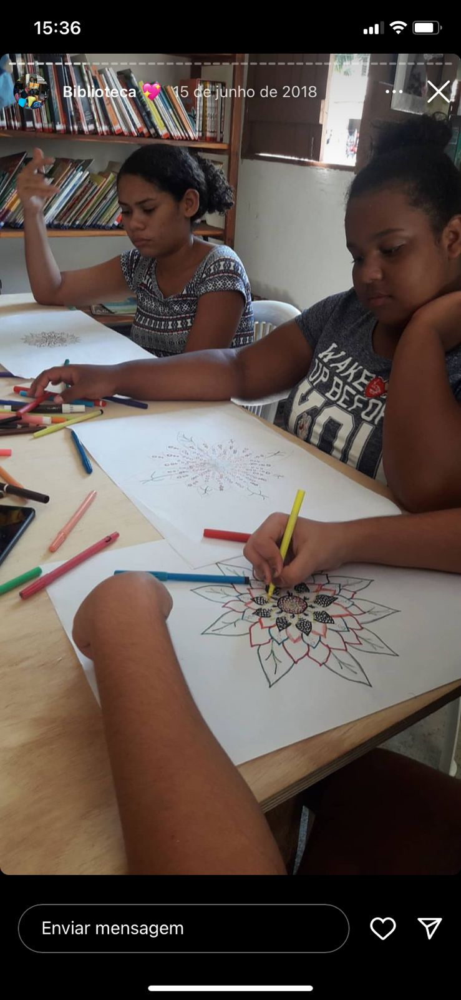 15:36
Biblioteca 💖 15 de junho de 2018
WAKE
UP BEFO
YOU
Enviar mensagem